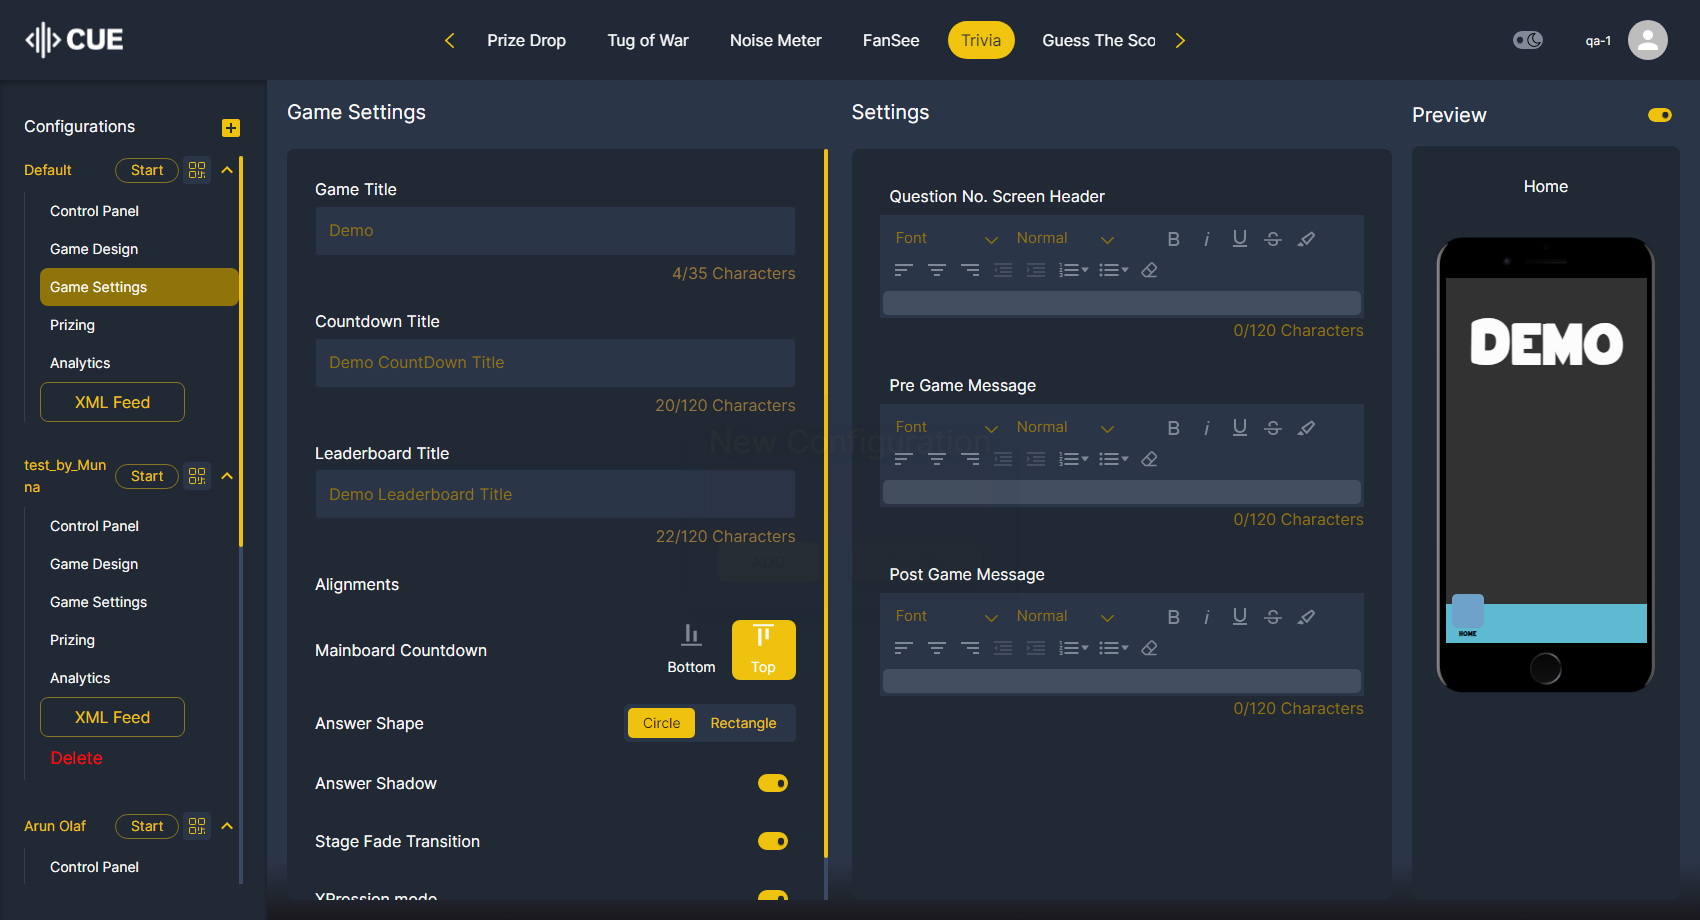 CUE
Prize Drop
Tug of War
Noise Meter
FanSee
Trivia
Guess The Sco
qa-1
Configurations
Default
Start
Control Panel
Game Design
Game Settings
Prizing
Analytics
XML Feed
test_by_Mun
na
Start
Control Panel
Game Design
Game Settings
Prizing
Analytics
XML Feed
Delete
Arun Olaf
Start
Control Panel
Game Settings
Game Title
Demo
4/35 Characters
Countdown Title
Demo CountDown Title
20/120 Characters
Leaderboard Title
Demo Leaderboard Title
22/120 Characters
Alignments
Mainboard Countdown
Bottom
Top
Answer Shape
Circle
Rectangle
Answer Shadow
Stage Fade Transition
XPression mode
New Configuration
Settings
Question No. Screen Header
Font
Normal
B i U S
0/120 Characters
Pre Game Message
Font
Normal
B i U S
0/120 Characters
Post Game Message
Font
Normal
B i U S
0/120 Characters
Preview
Home
DEMO
HOME